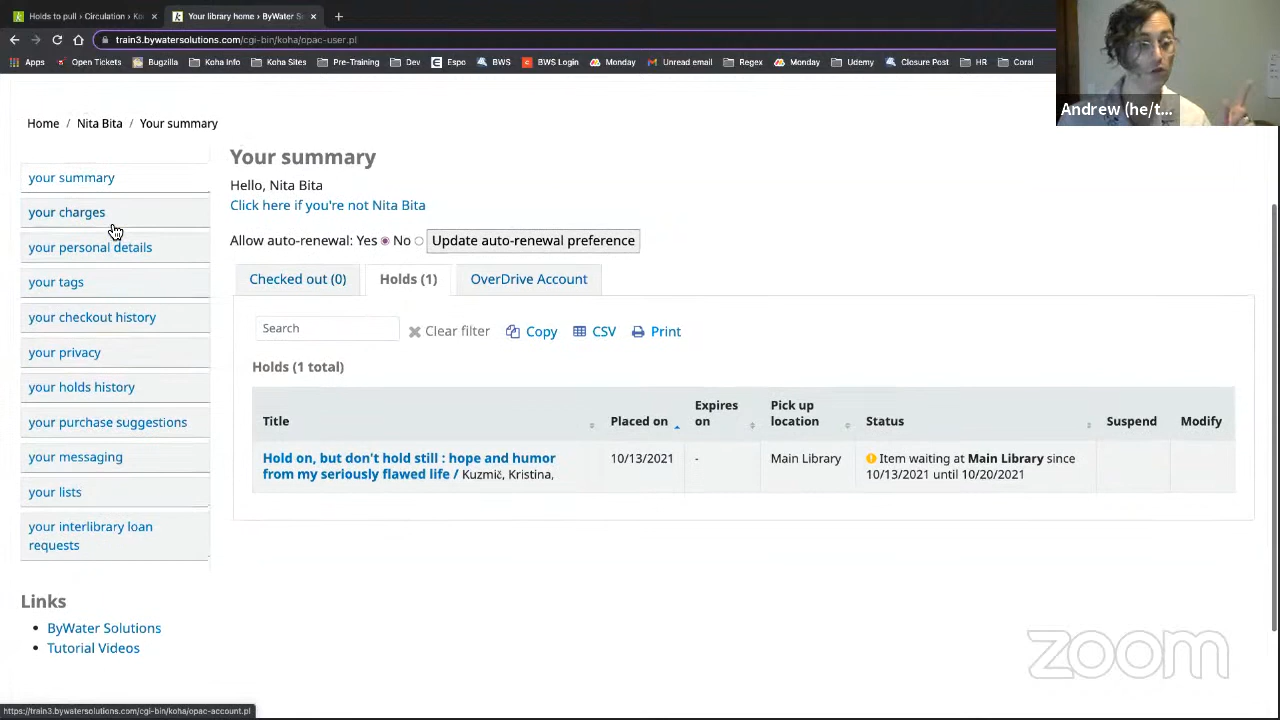 Holds to pull › Circulation › Ko
Your library home › ByWater S
train3.bywatersolutions.com/cgi-bin/koha/opac-user.pl
Apps Open Tickets Bugzilla Koha Info Koha Sites Pre-Training Dev Espo BWS BWS Login Monday Unread email Regex Monday Udemy Closure Post HR Coral
Andrew (he/t...
Home / Nita Bita / Your summary
your summary
your charges
your personal details
your tags
your checkout history
your privacy
your holds history
your purchase suggestions
your messaging
your lists
your interlibrary loan
requests
Links
ByWater Solutions
Tutorial Videos
Your summary
Hello, Nita Bita
Click here if you're not Nita Bita
Allow auto-renewal: Yes No Update auto-renewal preference
Checked out (0) Holds (1) OverDrive Account
Search Clear filter Copy CSV Print
Holds (1 total)
Title Placed on Expires on Pick up location Status Suspend Modify
Hold on, but don't hold still : hope and humor
from my seriously flawed life / Kuzmič, Kristina,
10/13/2021
-
Main Library
Item waiting at Main Library since
10/13/2021 until 10/20/2021
zoom
https://train3.bywatersolutions.com/cgi-bin/koha/opac-account.pl